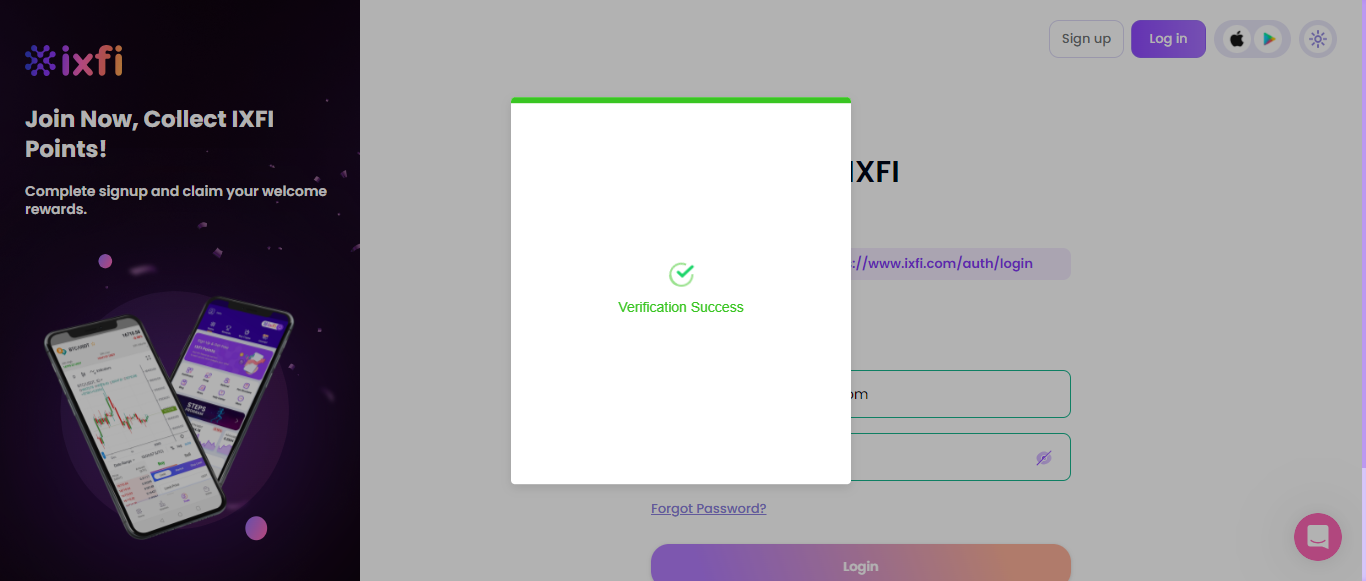 ixfi
Join Now, Collect IXFI
Points!
Complete signup and claim your welcome
rewards.
Sign up
Log in
IXFI
://www.ixfi.com/auth/login
Verification Success
om
Forgot Password?
Login